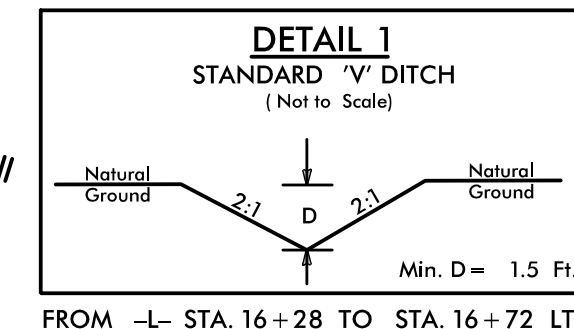 DETAIL 1
STANDARD 'V' DITCH
( Not to Scale)
Natural
Ground
2:1
D
2:1
Natural
Ground
Min. D = 1.5 Ft.
FROM –L– STA. 16+28 TO STA. 16+72 LT